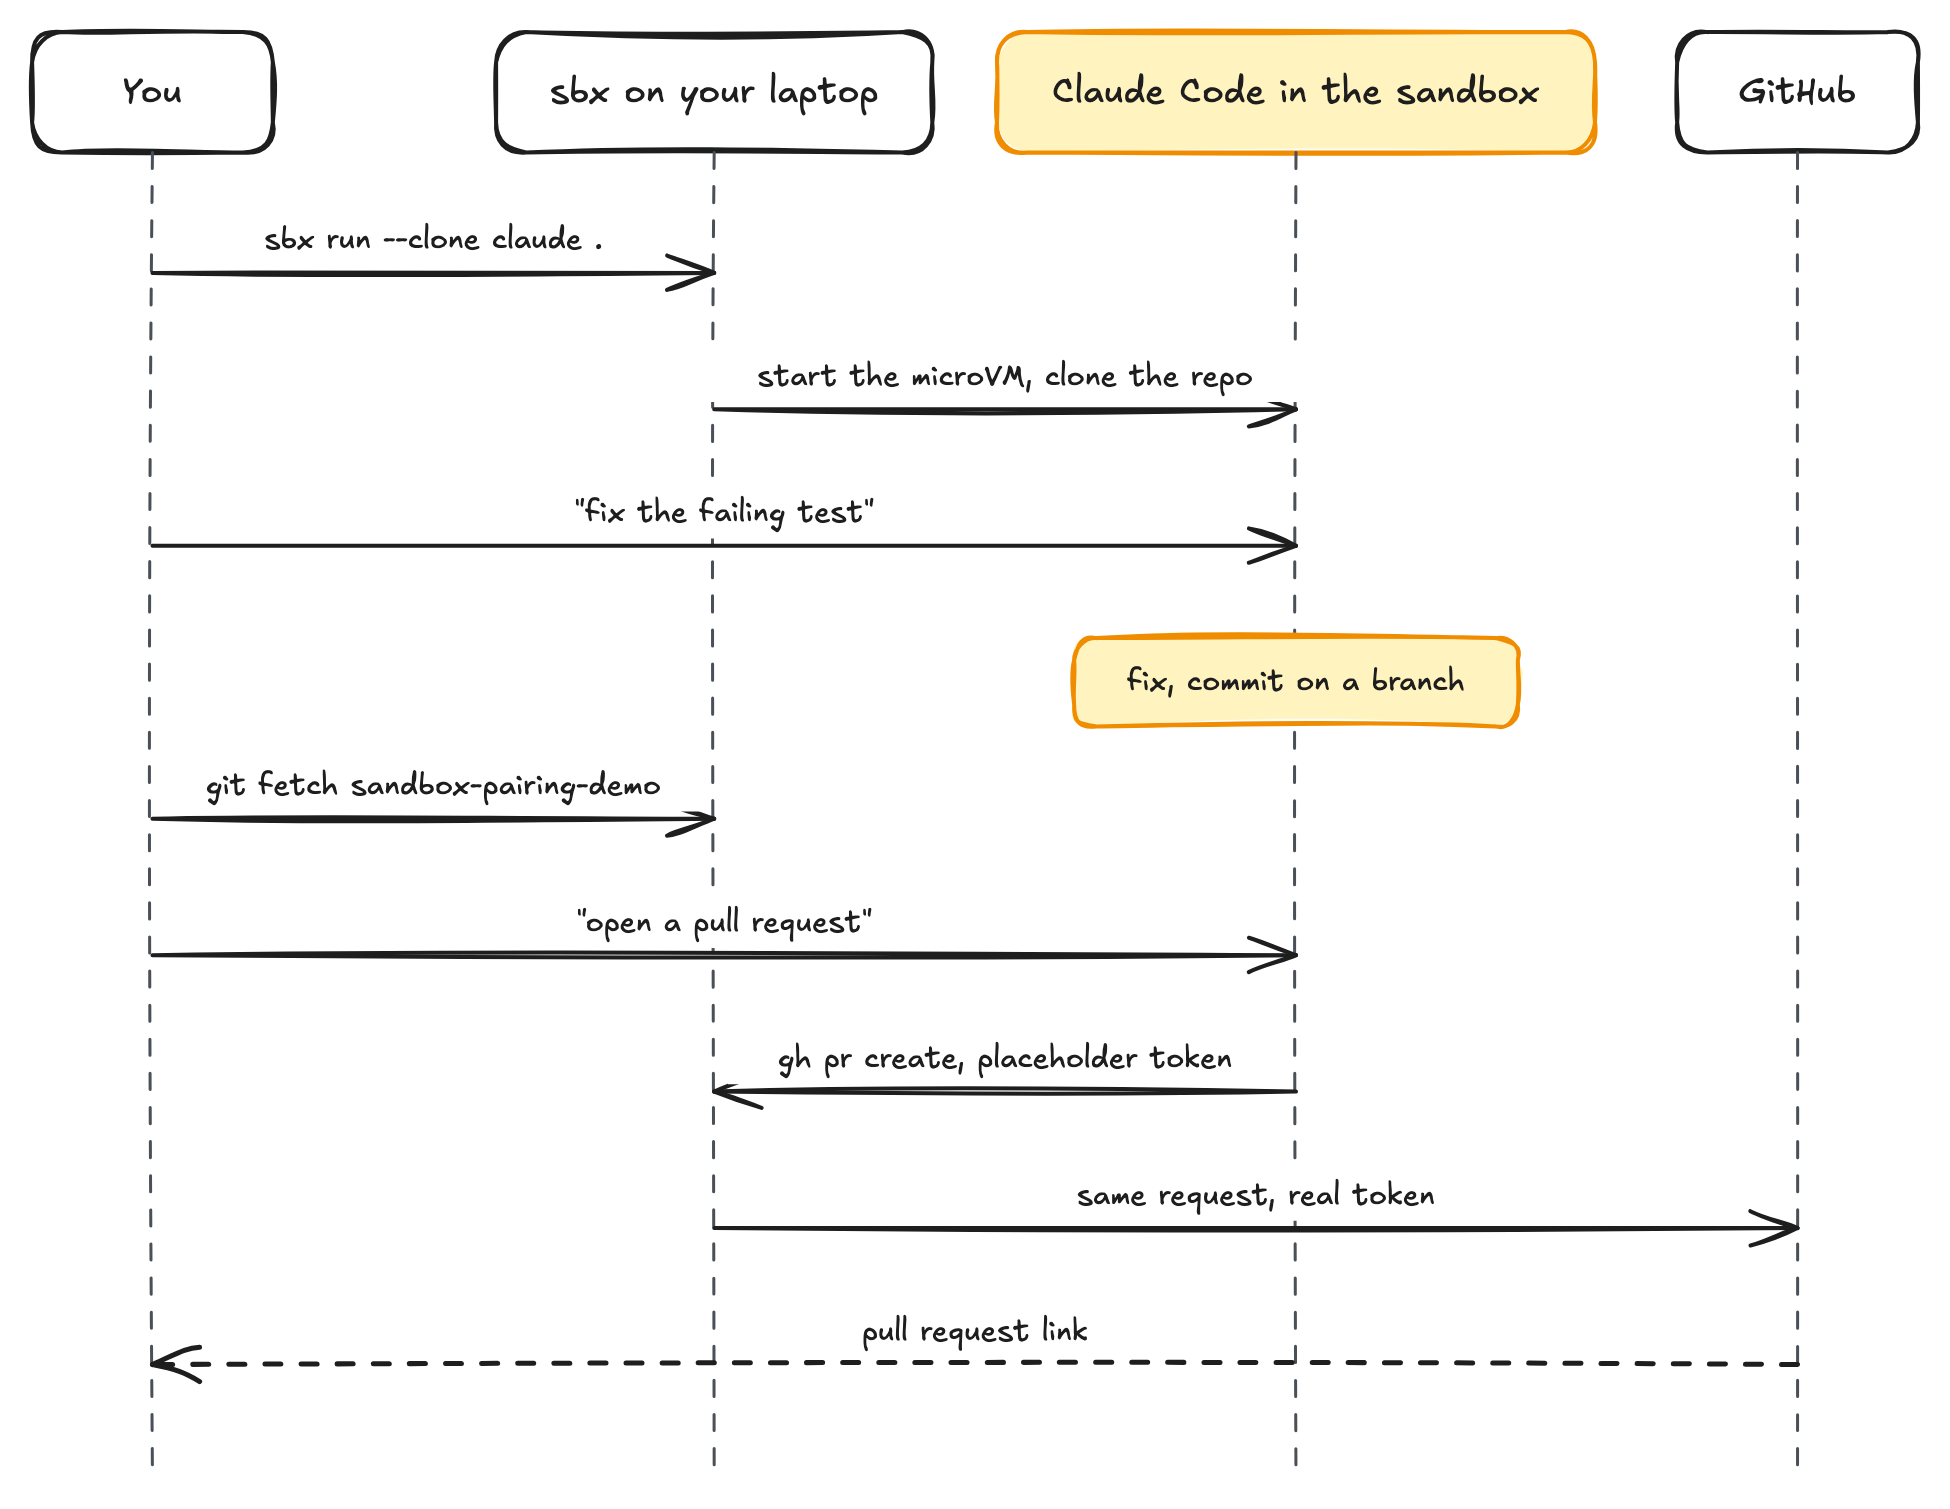 You
sbx on your laptop
Claude Code in the sandbox
GitHub
sbx run --clone claude .
start the microVM, clone the repo
"fix the failing test"
fix, commit on a branch
git fetch sandbox-pairing-demo
"open a pull request"
gh pr create, placeholder token
same request, real token
pull request link